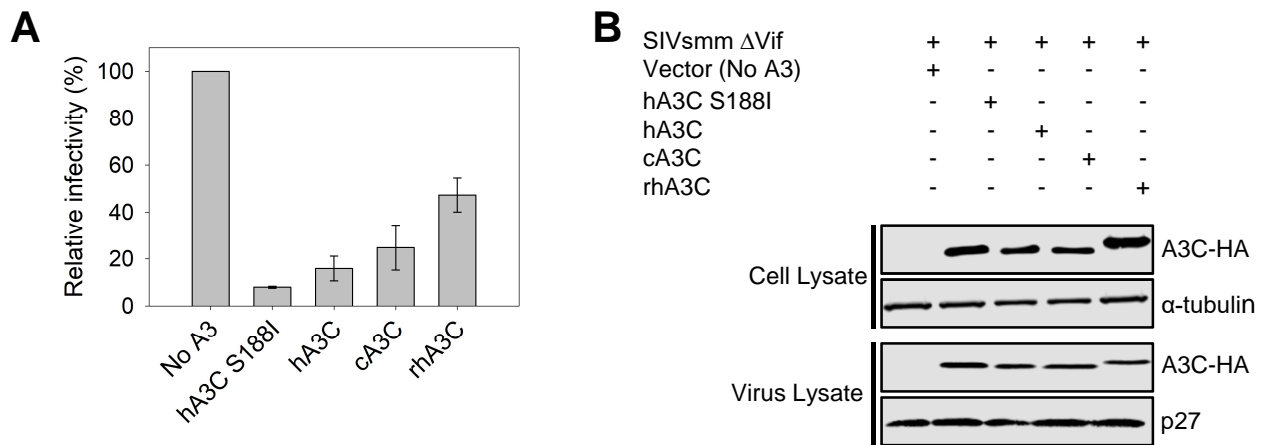 A
Relative infectivity (%)
100
80
60
40
20
0
No A3
hA3C S188I
hA3C
cA3C
rhA3C
B
SIVsmm ΔVif + + + + +
Vector (No A3) + - - - -
hA3C S188I - + - - -
hA3C - - + - -
cA3C - - - + -
rhA3C - - - - +
Cell Lysate
A3C-HA
α-tubulin
Virus Lysate
A3C-HA
p27